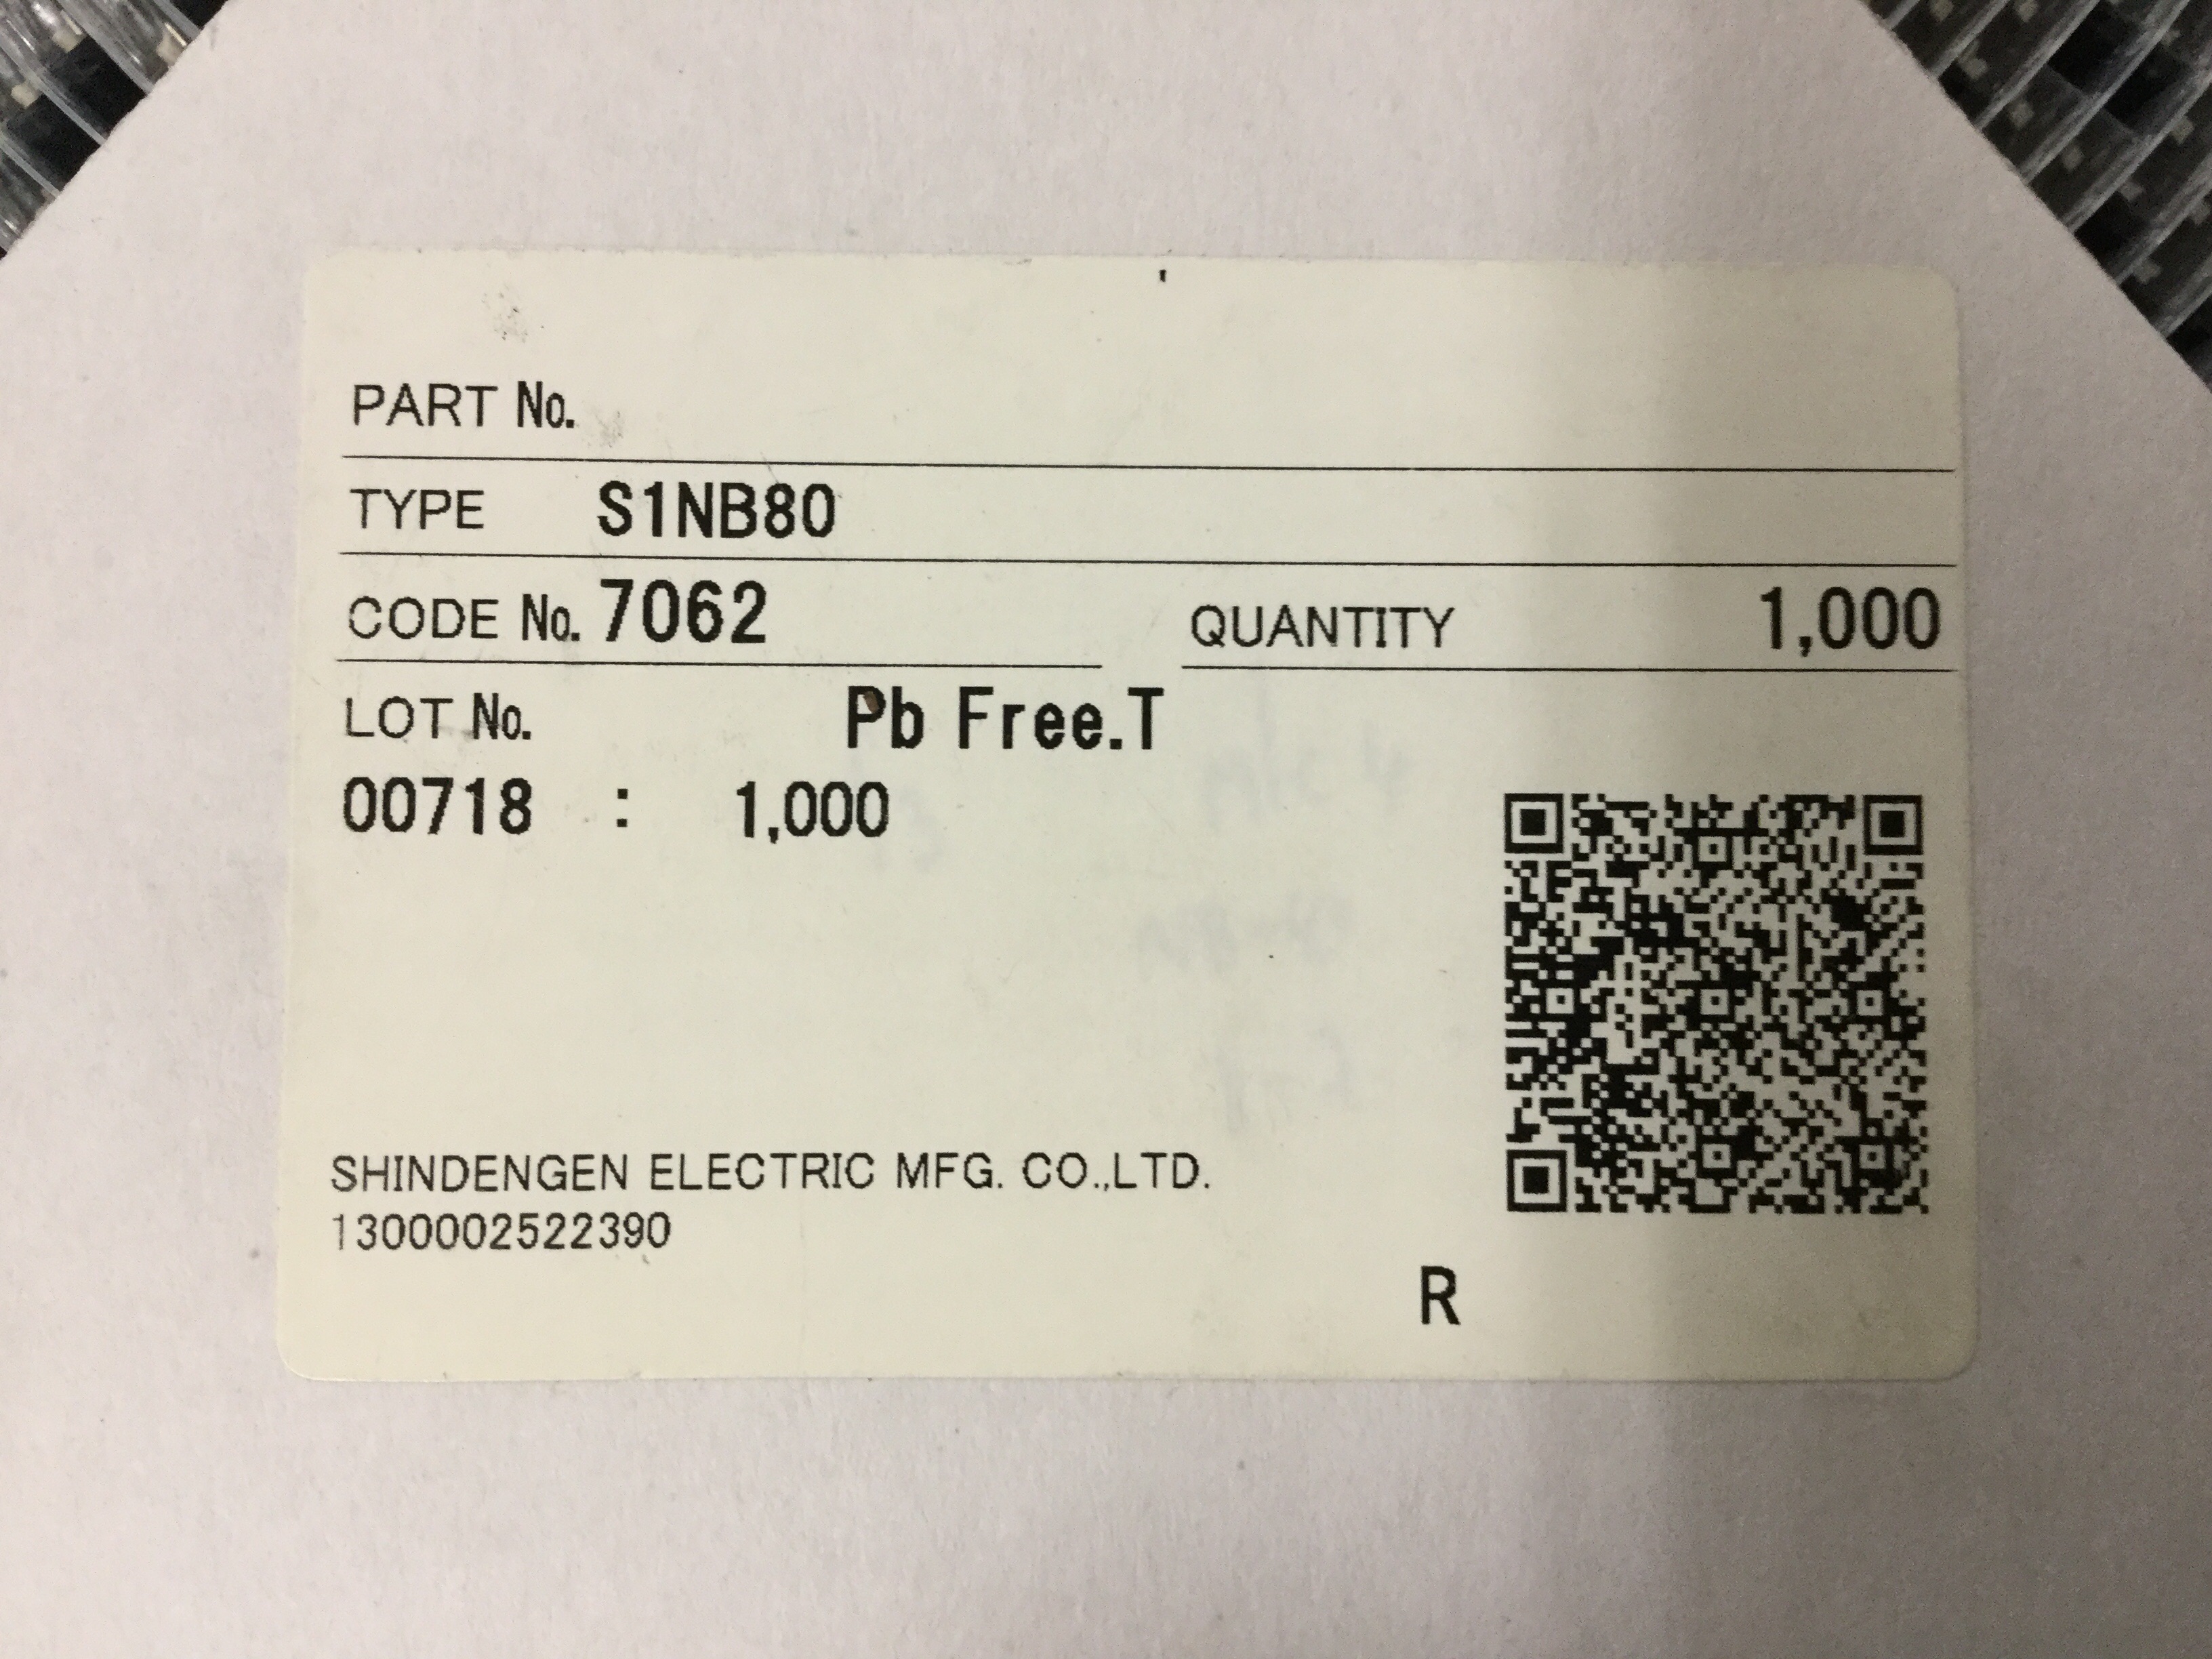 PART No.
TYPE S1NB80
CODE No. 7062 QUANTITY 1,000
LOT No. Pb Free.T
00718 : 1,000
SHINDENGEN ELECTRIC MFG. CO.,LTD.
1300002522390
R